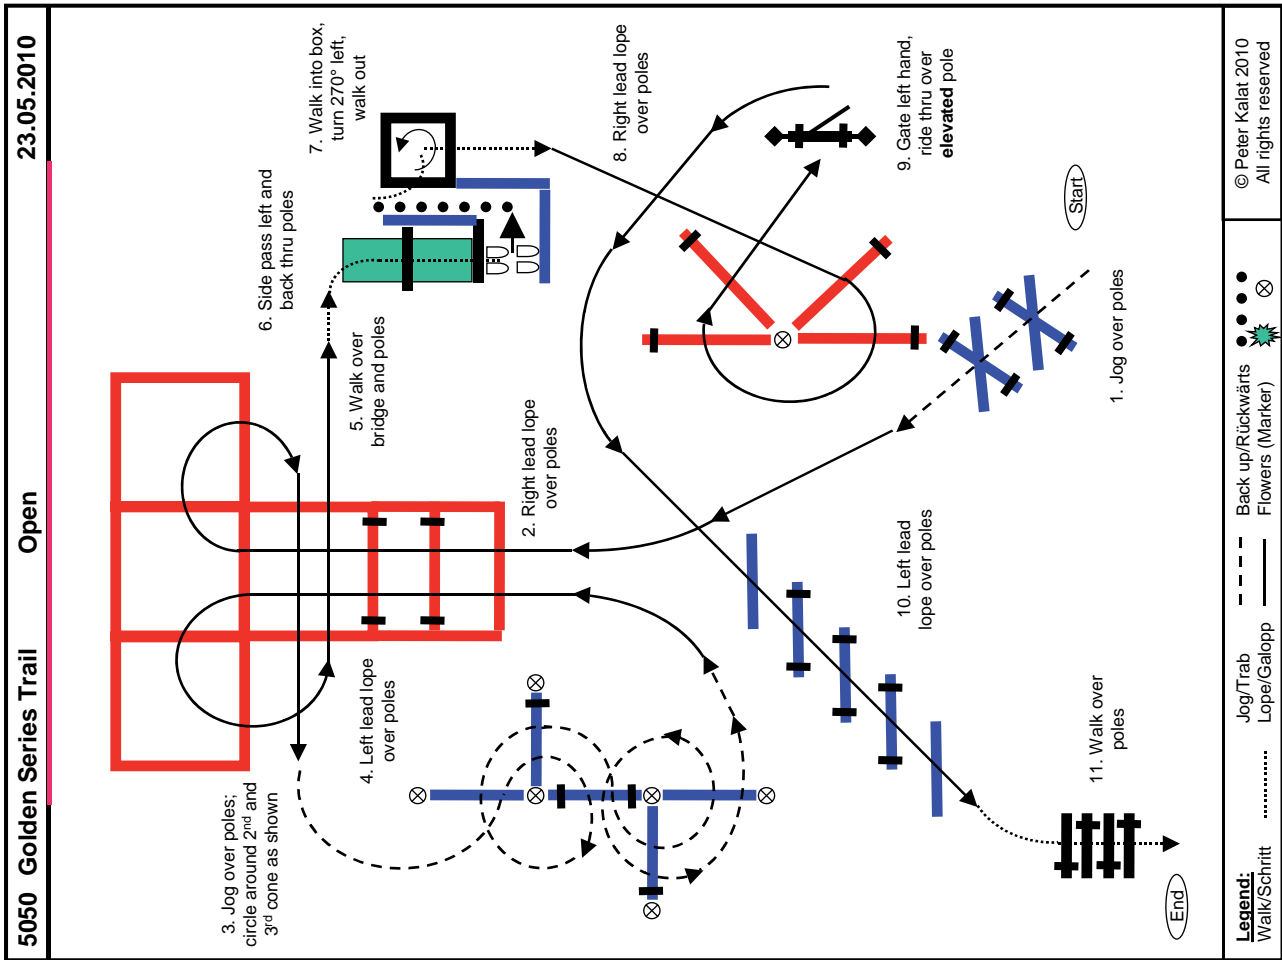 5050  Golden Series Trail  Open  23.05.2010
1. Jog over poles
2. Right lead lope
over poles
3. Jog over poles;
circle around 2nd and
3rd cone as shown
4. Left lead lope
over poles
5. Walk over
bridge and poles
6. Side pass left and
back thru poles
7. Walk into box,
turn 270° left,
walk out
8. Right lead lope
over poles
9. Gate left hand,
ride thru over
elevated pole
10. Left lead
lope over poles
11. Walk over
poles
Start
End
Legend:
Walk/Schritt
Jog/Trab
Lope/Galopp
Back up/Rückwärts
Flowers (Marker)
© Peter Kalat 2010
All rights reserved